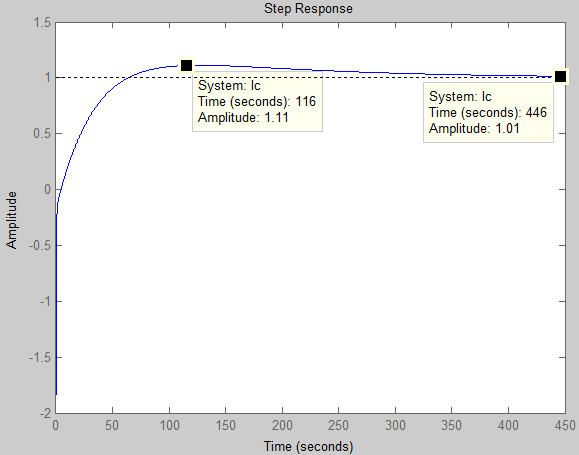 Step Response
1.5
1
0.5
0
-0.5
-1
-1.5
-2
Amplitude
System: Ic
Time (seconds): 116
Amplitude: 1.11
System: Ic
Time (seconds): 446
Amplitude: 1.01
0 50 100 150 200 250 300 350 400 450
Time (seconds)